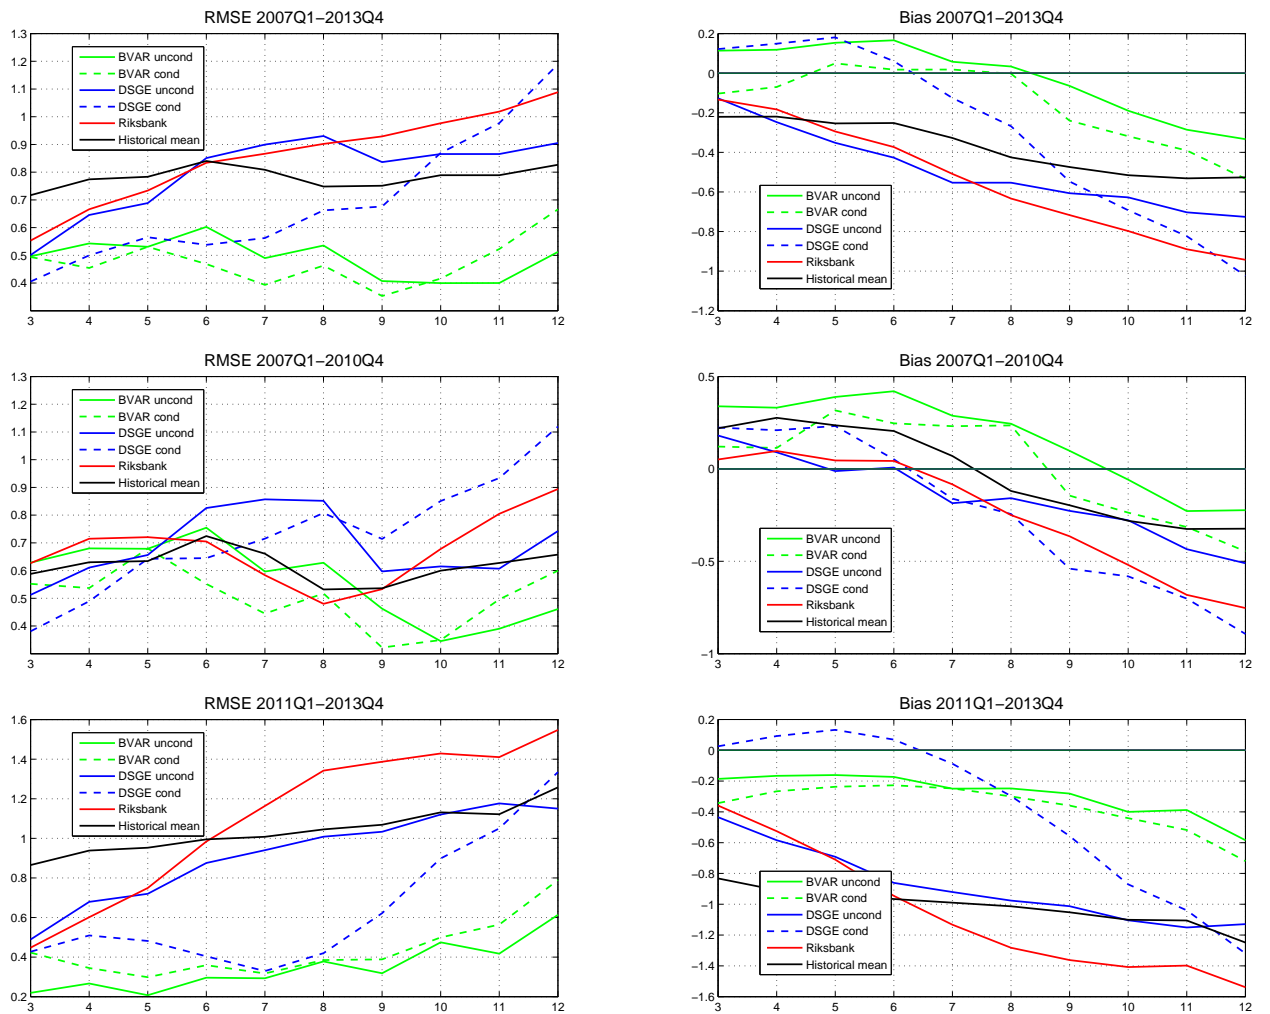 RMSE 2007Q1−2013Q4
1.3
1.2
1.1
1
0.9
0.8
0.7
0.6
0.5
0.4
3 4 5 6 7 8 9 10 11 12
BVAR uncond
BVAR cond
DSGE uncond
DSGE cond
Riksbank
Historical mean
Bias 2007Q1−2013Q4
0.2
0
−0.2
−0.4
−0.6
−0.8
−1
−1.2
3 4 5 6 7 8 9 10 11 12
BVAR uncond
BVAR cond
DSGE uncond
DSGE cond
Riksbank
Historical mean
RMSE 2007Q1−2010Q4
1.3
1.2
1.1
1
0.9
0.8
0.7
0.6
0.5
0.4
3 4 5 6 7 8 9 10 11 12
BVAR uncond
BVAR cond
DSGE uncond
DSGE cond
Riksbank
Historical mean
Bias 2007Q1−2010Q4
0.5
0
−0.5
−1
3 4 5 6 7 8 9 10 11 12
BVAR uncond
BVAR cond
DSGE uncond
DSGE cond
Riksbank
Historical mean
RMSE 2011Q1−2013Q4
1.6
1.4
1.2
1
0.8
0.6
0.4
0.2
3 4 5 6 7 8 9 10 11 12
BVAR uncond
BVAR cond
DSGE uncond
DSGE cond
Riksbank
Historical mean
Bias 2011Q1−2013Q4
0.2
0
−0.2
−0.4
−0.6
−0.8
−1
−1.2
−1.4
−1.6
3 4 5 6 7 8 9 10 11 12
BVAR uncond
BVAR cond
DSGE uncond
DSGE cond
Riksbank
Historical mean